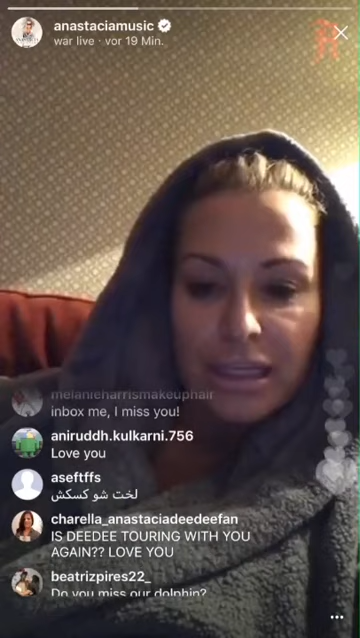 anastaciamusic
war live · vor 19 Min.
melanieharrismakeuphair
inbox me, I miss you!
aniruddh.kulkarni.756
Love you
aseftffs
لخت شو کسکش
charella_anastaciadeedeefan
IS DEEDEE TOURING WITH YOU
AGAIN?? LOVE YOU
beatrizpires22_
Do you miss our dolphin?